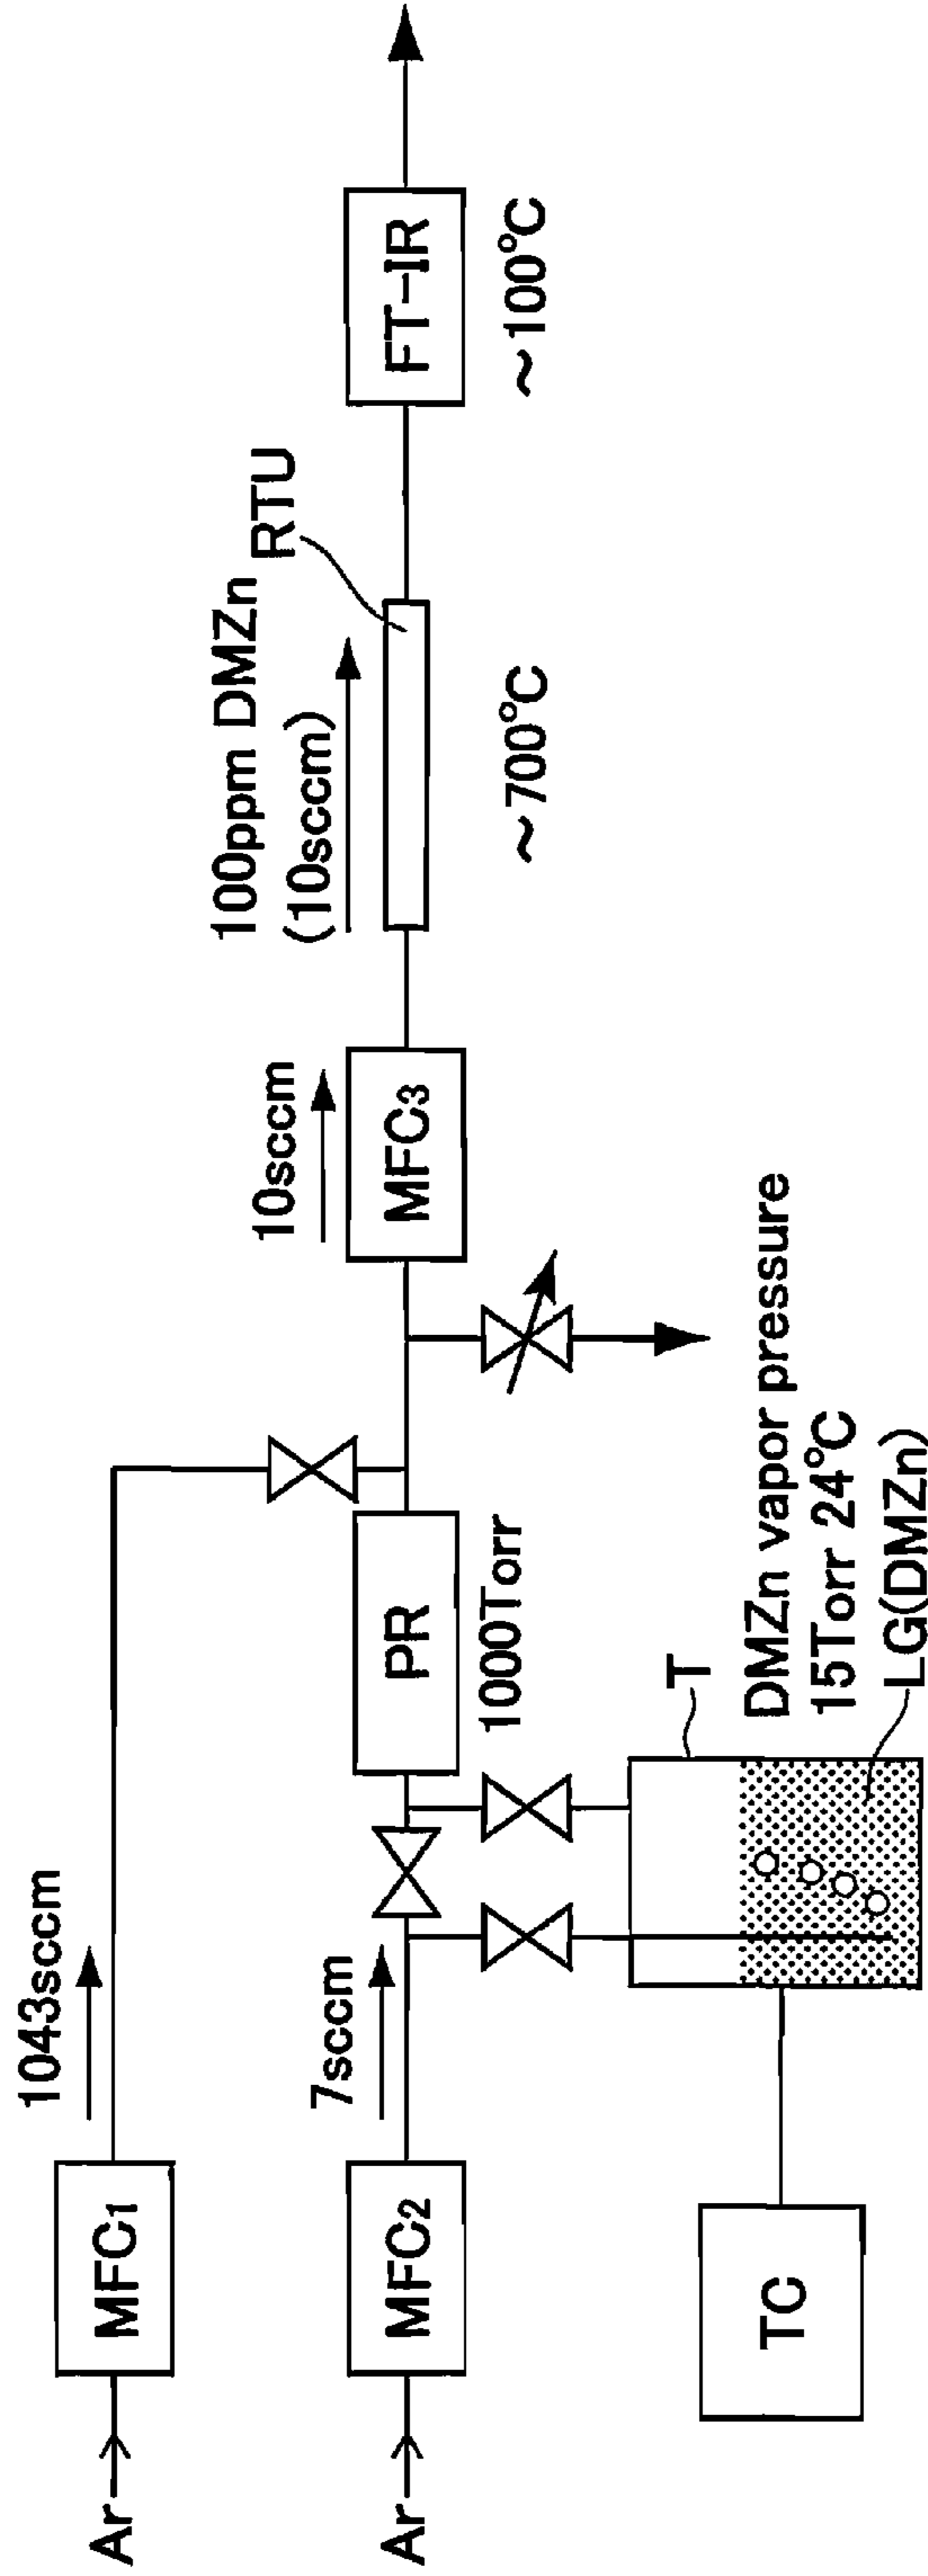 Ar
MFC1
1043sccm
Ar
MFC2
7sccm
PR
1000Torr
10sccm
MFC3
100ppm DMZn
(10sccm)
RTU
~700°C
FT-IR
~100°C
TC
T
DMZn vapor pressure
15Torr 24°C
LG(DMZn)